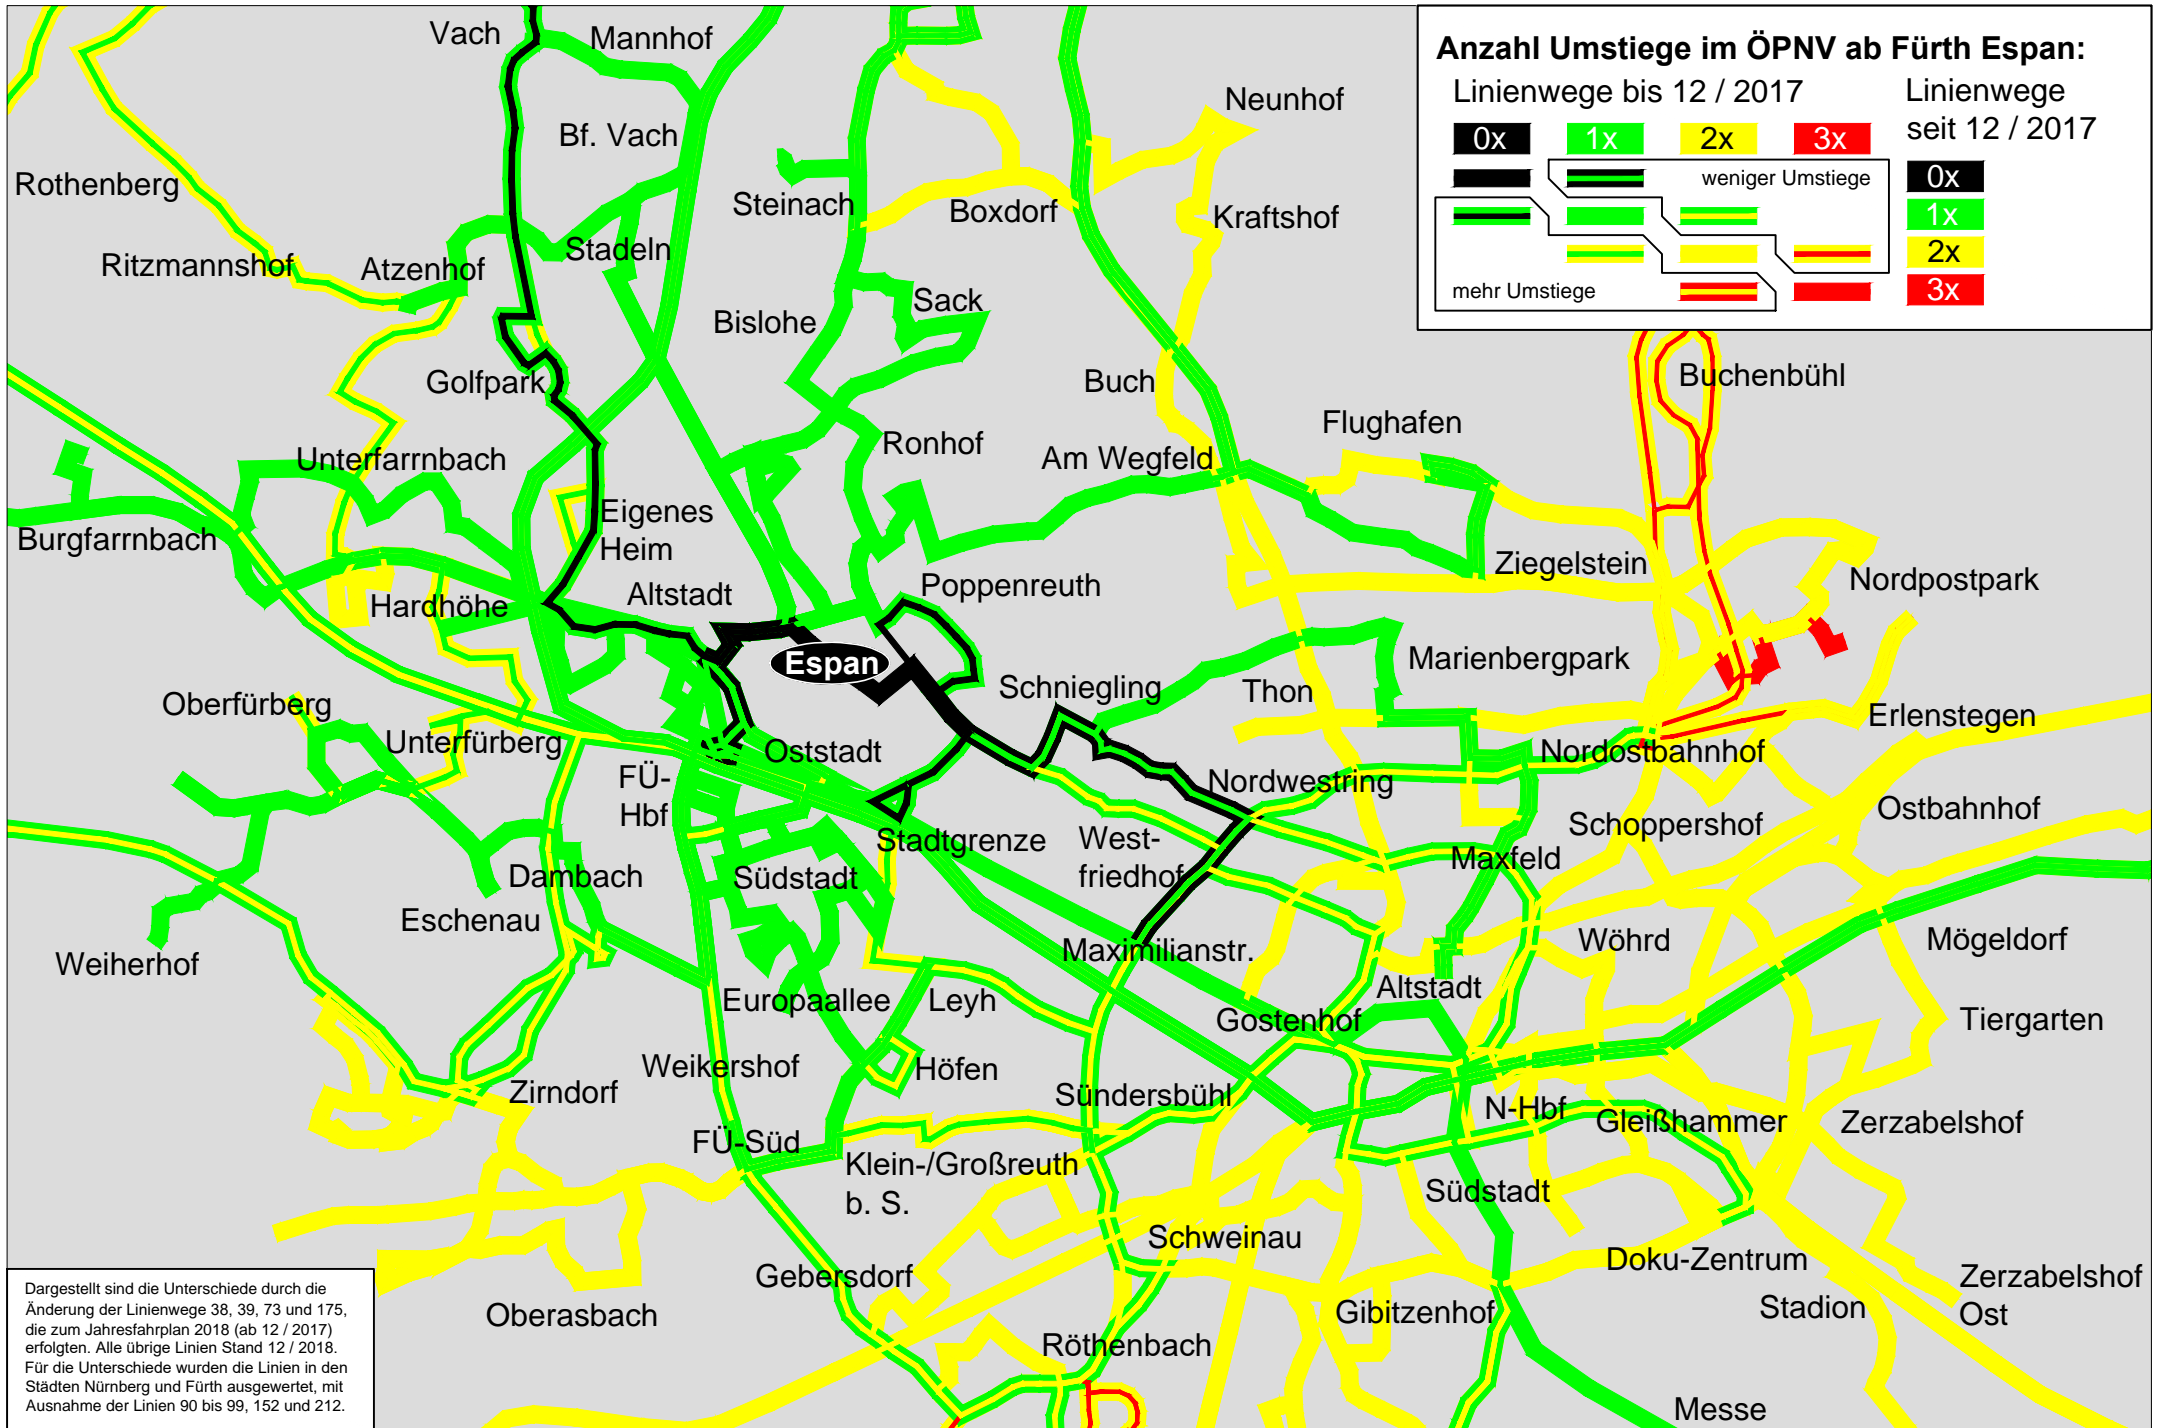 Anzahl Umstiege im ÖPNV ab Fürth Espan:
Linienwege bis 12 / 2017
Linienwege
seit 12 / 2017
0x 1x 2x 3x
weniger Umstiege
mehr Umstiege
0x
1x
2x
3x
Vach
Mannhof
Bf. Vach
Neunhof
Rothenberg
Steinach
Boxdorf
Kraftshof
Ritzmannshof
Atzenhof
Stadeln
Sack
Bislohe
Golfpark
Buch
Buchenbühl
Flughafen
Unterfarrnbach
Ronhof
Am Wegfeld
Burgfarrnbach
Eigenes
Heim
Ziegelstein
Nordpostpark
Hardhöhe
Altstadt
Poppenreuth
Espan
Marienbergpark
Oberfürberg
Schniegling
Thon
Erlenstegen
Unterfürberg
Oststadt
Nordostbahnhof
FÜ-
Hbf
Nordwestring
Ostbahnhof
Stadtgrenze
West-
friedhof
Schoppershof
Maxfeld
Dambach
Südstadt
Eschenau
Weiherhof
Maximilianstr.
Wöhrd
Mögeldorf
Europaallee
Leyh
Altstadt
Gostenhof
Tiergarten
Weikershof
Höfen
Zirndorf
Sündersbühl
N-Hbf
Gleißhammer
Zerzabelshof
FÜ-Süd
Klein-/Großreuth
b. S.
Südstadt
Schweinau
Doku-Zentrum
Gebersdorf
Zerzabelshof
Ost
Oberasbach
Gibitzenhof
Stadion
Röthenbach
Messe
Dargestellt sind die Unterschiede durch die
Änderung der Linienwege 38, 39, 73 und 175,
die zum Jahresfahrplan 2018 (ab 12 / 2017)
erfolgten. Alle übrige Linien Stand 12 / 2018.
Für die Unterschiede wurden die Linien in den
Städten Nürnberg und Fürth ausgewertet, mit
Ausnahme der Linien 90 bis 99, 152 und 212.